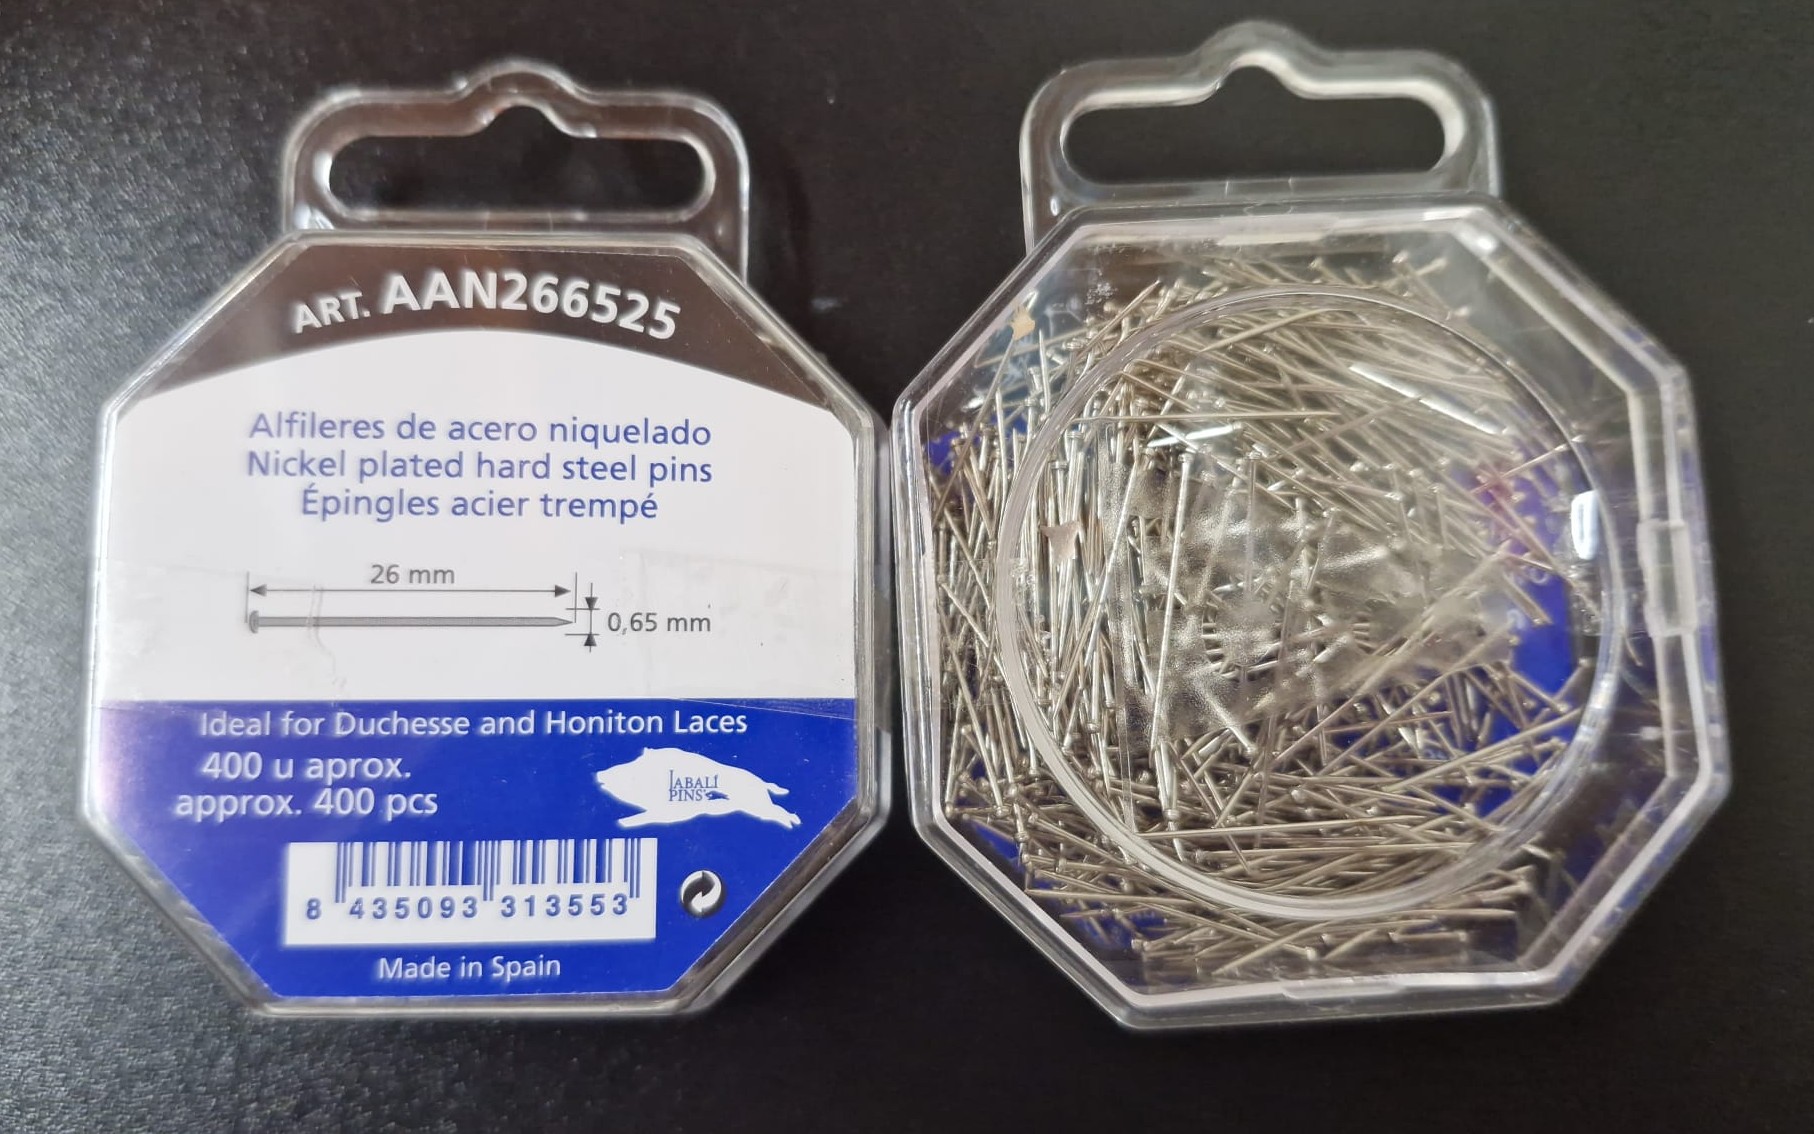 ART. AAN266525
Alfileres de acero niquelado
Nickel plated hard steel pins
Épingles acier trempé
26 mm
0,65 mm
Ideal for Duchesse and Honiton Laces
400 u aprox.
approx. 400 pcs
JABALÍ
PINS
8 435093 313553
Made in Spain